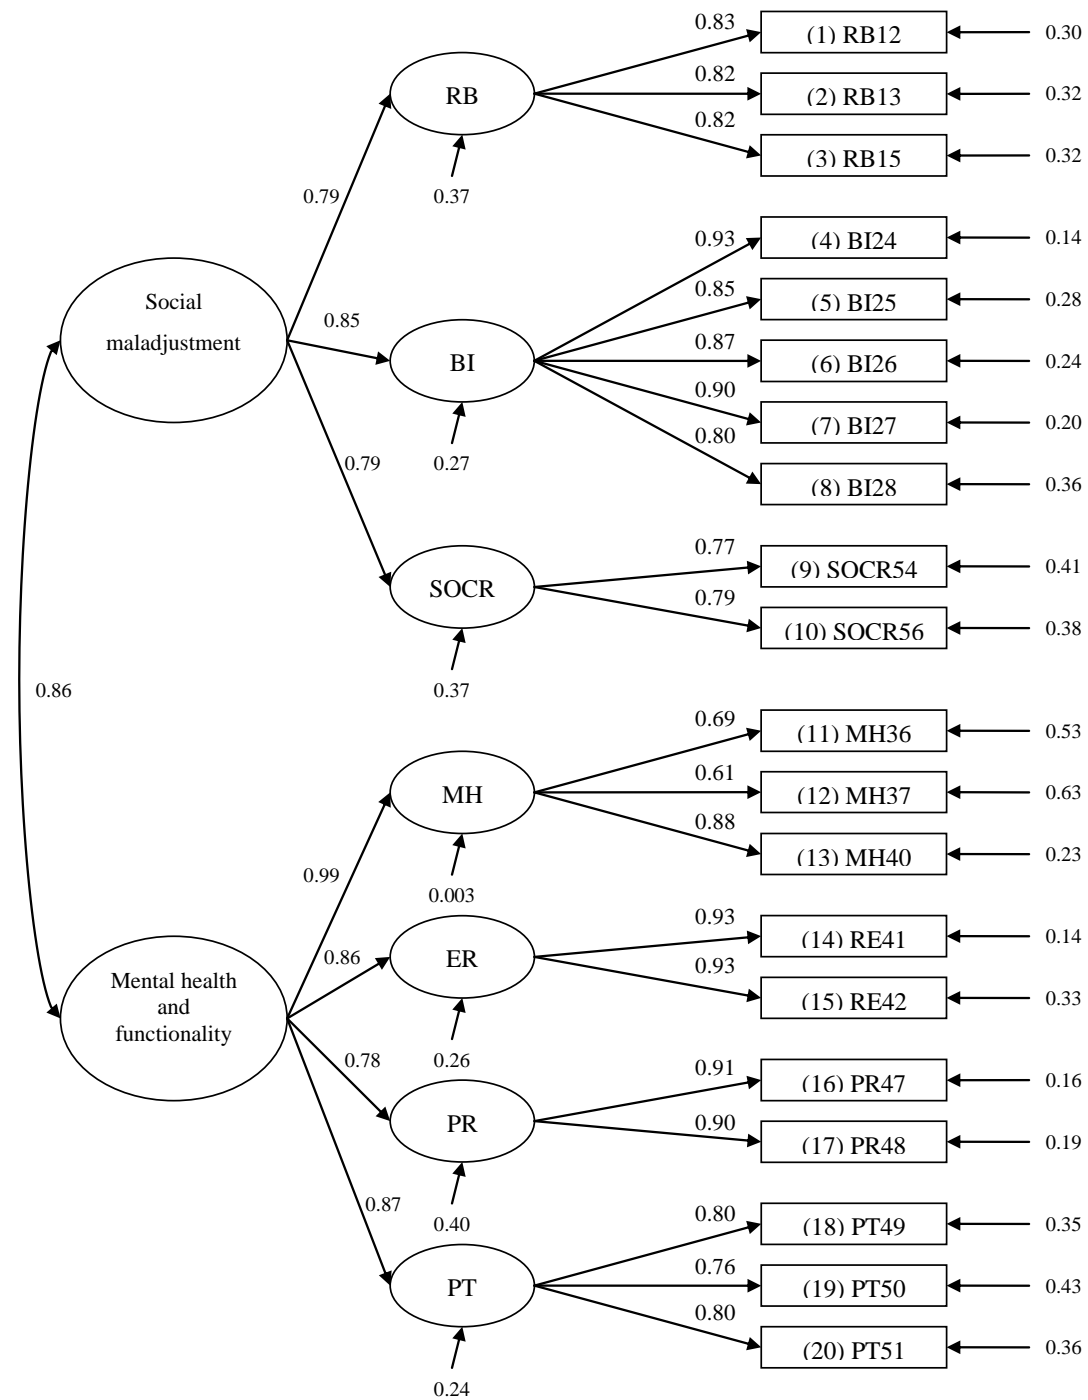 0.83
(1) RB12
0.30
RB
0.82
(2) RB13
0.32
0.82
(3) RB15
0.32
0.79
0.37
0.93
(4) BI24
0.14
Social
maladjustment
0.85
BI
0.85
(5) BI25
0.28
0.87
(6) BI26
0.24
0.90
(7) BI27
0.20
0.80
(8) BI28
0.36
0.27
0.79
SOCR
0.77
(9) SOCR54
0.41
0.79
(10) SOCR56
0.38
0.37
0.86
0.69
(11) MH36
0.53
MH
0.61
(12) MH37
0.63
0.88
(13) MH40
0.23
0.99
0.003
0.93
(14) RE41
0.14
0.86
ER
0.93
(15) RE42
0.33
Mental health
and
functionality
0.26
0.78
0.91
(16) PR47
0.16
PR
0.90
(17) PR48
0.19
0.87
0.40
0.80
(18) PT49
0.35
PT
0.76
(19) PT50
0.43
0.80
(20) PT51
0.36
0.24